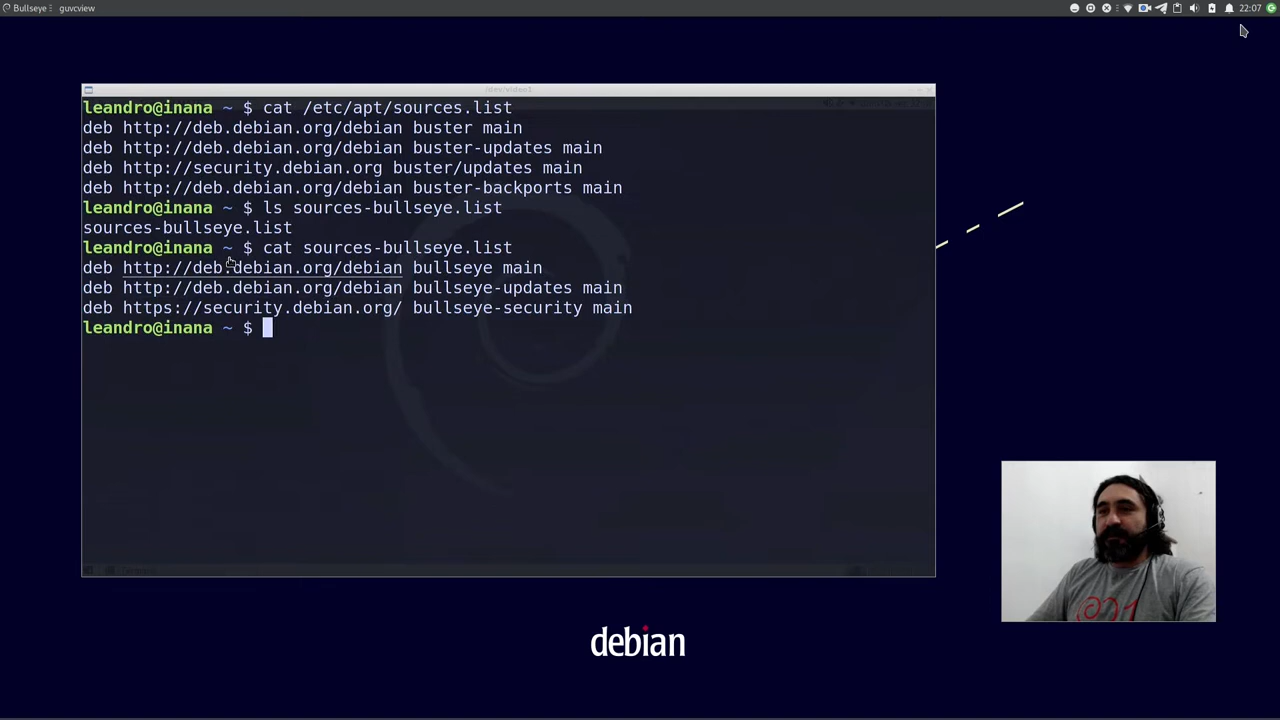 Bullseye
guvcview
22:07
/dev/video2
leandro@inana ~ $ cat /etc/apt/sources.list
deb http://deb.debian.org/debian buster main
deb http://deb.debian.org/debian buster-updates main
deb http://security.debian.org buster/updates main
deb http://deb.debian.org/debian buster-backports main
leandro@inana ~ $ ls sources-bullseye.list
sources-bullseye.list
leandro@inana ~ $ cat sources-bullseye.list
deb http://deb.debian.org/debian bullseye main
deb http://deb.debian.org/debian bullseye-updates main
deb https://security.debian.org/ bullseye-security main
leandro@inana ~ $
debian